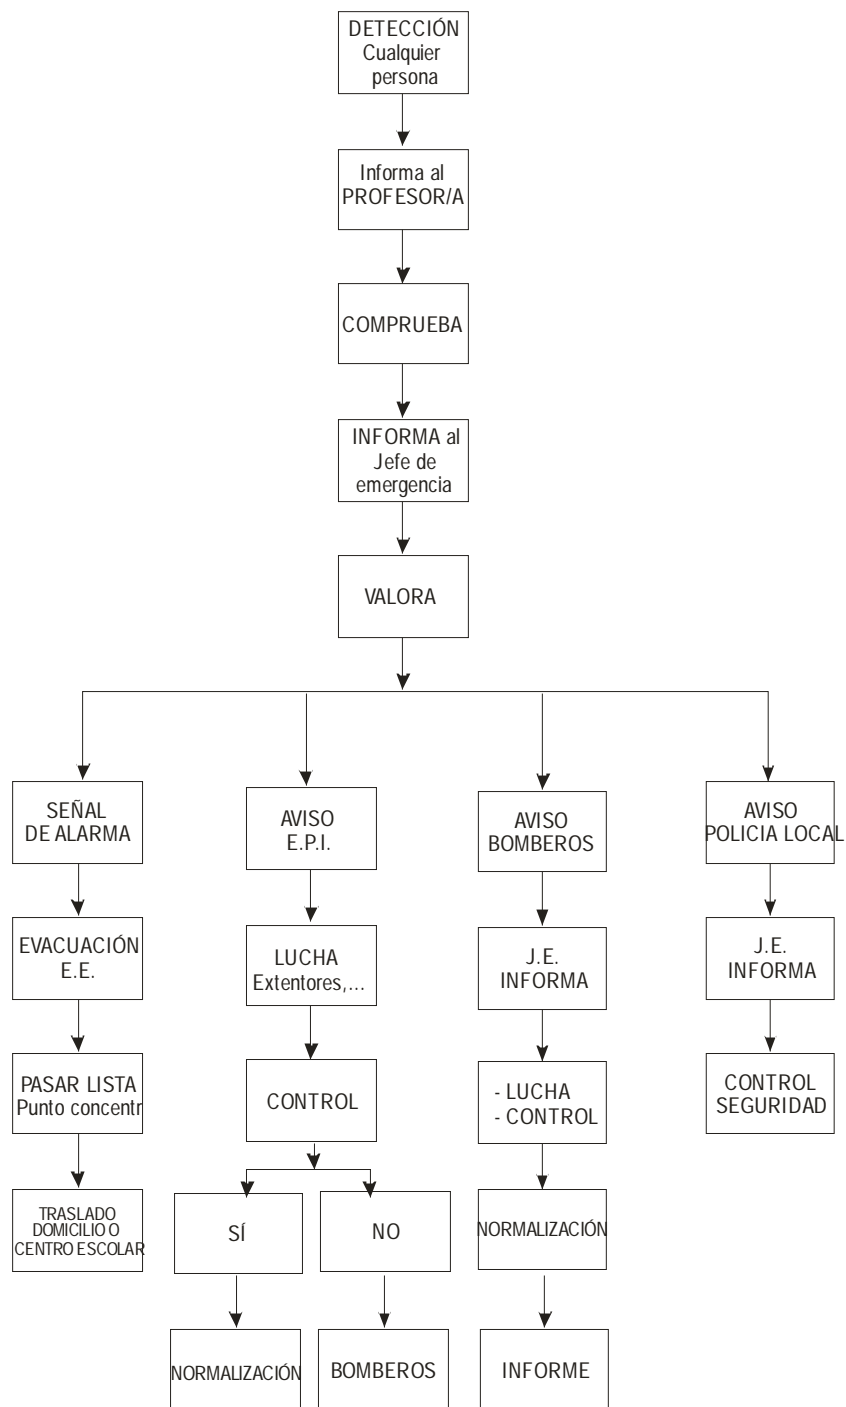 DETECCIÓN
Cualquier
persona
Informa al
PROFESOR/A
COMPRUEBA
INFORMA al
Jefe de
emergencia
VALORA
SEÑAL
DE ALARMA
AVISO
E.P.I.
AVISO
BOMBEROS
AVISO
POLICIA LOCAL
EVACUACIÓN
E.E.
LUCHA
Extentores,...
J.E.
INFORMA
J.E.
INFORMA
PASAR LISTA
Punto concentr
CONTROL
- LUCHA
- CONTROL
CONTROL
SEGURIDAD
TRASLADO
DOMICILIO O
CENTRO ESCOLAR
SÍ
NO
NORMALIZACIÓN
NORMALIZACIÓN
BOMBEROS
INFORME